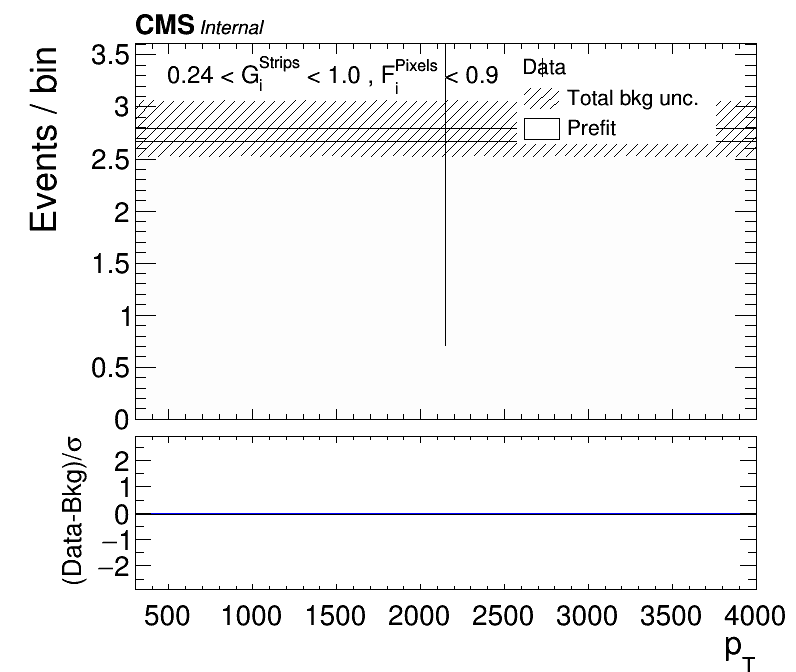 CMS Internal
Events / bin
3.5
3
2.5
2
1.5
1
0.5
0
0.24 < G_i^Strips < 1.0 , F_i^Pixels < 0.9
Data
Total bkg unc.
Prefit
(Data-Bkg)/σ
2
1
0
−1
−2
500 1000 1500 2000 2500 3000 3500 4000
p_T